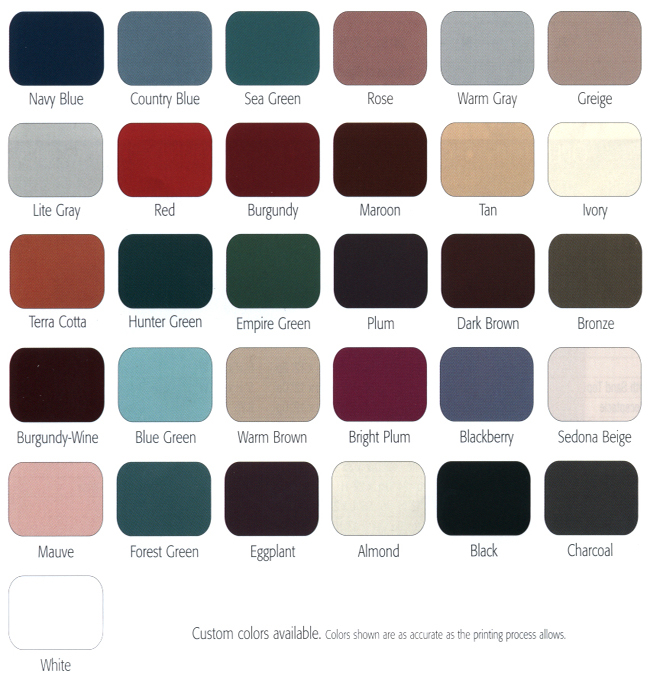 Navy Blue
Country Blue
Sea Green
Rose
Warm Gray
Greige
Lite Gray
Red
Burgundy
Maroon
Tan
Ivory
Terra Cotta
Hunter Green
Empire Green
Plum
Dark Brown
Bronze
Burgundy-Wine
Blue Green
Warm Brown
Bright Plum
Blackberry
Sedona Beige
Mauve
Forest Green
Eggplant
Almond
Black
Charcoal
White
Custom colors available. Colors shown are as accurate as the printing process allows.